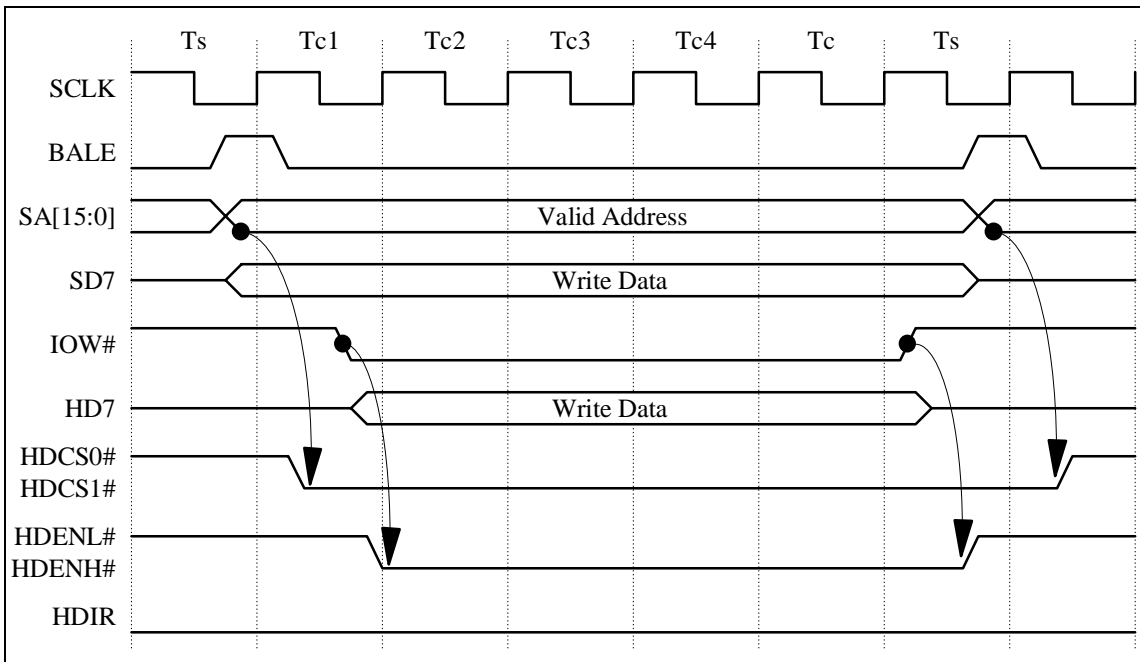 Ts Tc1 Tc2 Tc3 Tc4 Tc Ts
SCLK
BALE
SA[15:0] Valid Address
SD7 Write Data
IOW#
HD7 Write Data
HDCS0#
HDCS1#
HDENL#
HDENH#
HDIR